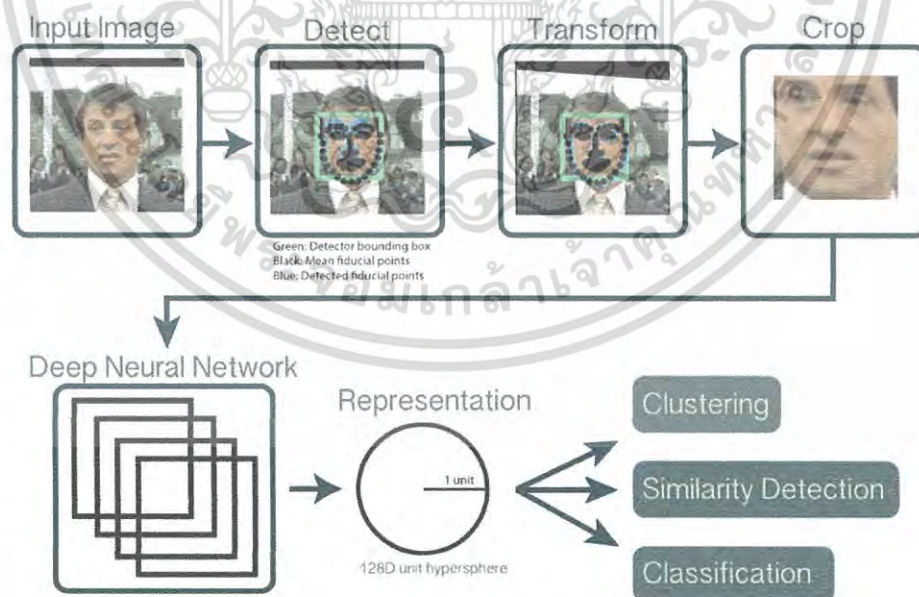 Input Image
Detect
Transform
Crop
Green: Detector bounding box
Black: Mean fiducial points
Blue: Detected fiducial points
Deep Neural Network
Representation
1 unit
128D unit hypersphere
Clustering
Similarity Detection
Classification